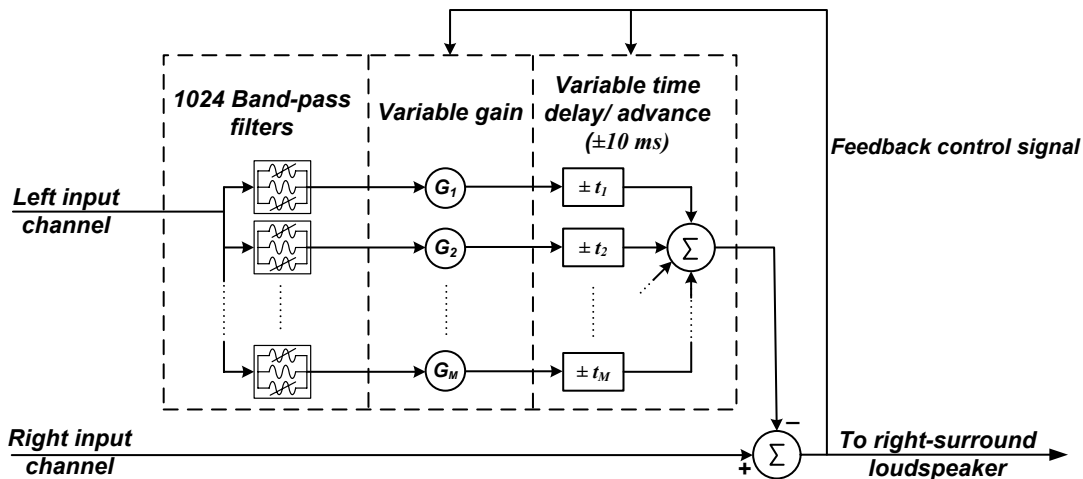 1024 Band-pass
filters
Variable gain
Variable time
delay/ advance
(±10 ms)
Feedback control signal
Left input
channel
G1
± t1
G2
± t2
Σ
GM
± tM
Right input
channel
−
+
Σ
To right-surround
loudspeaker